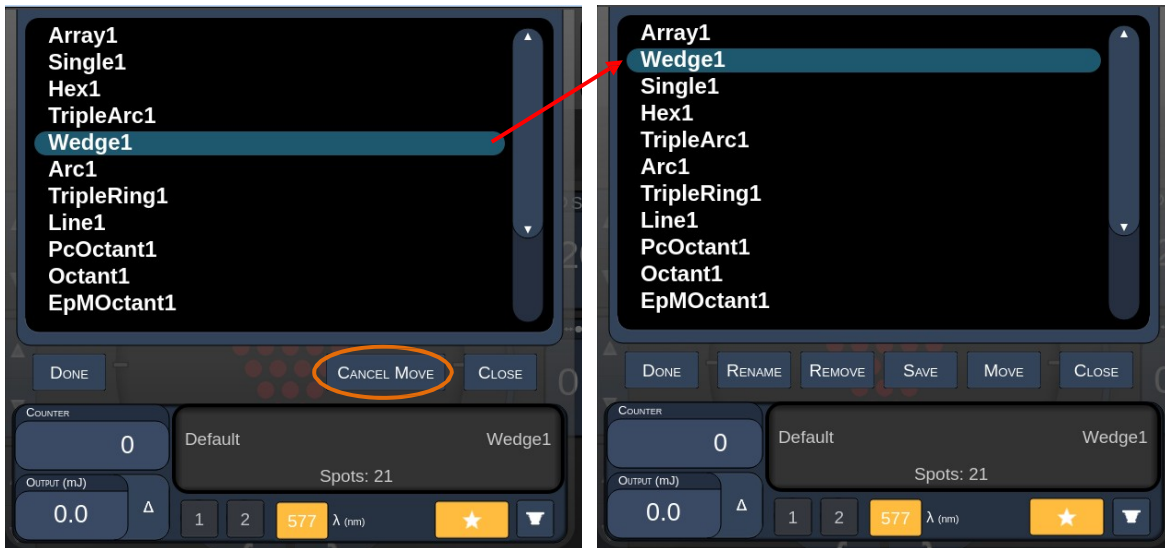 Array1
Single1
Hex1
TripleArc1
Wedge1
Arc1
TripleRing1
Line1
PcOctant1
Octant1
EpMOctant1
DONE
CANCEL MOVE
CLOSE
COUNTER
0
Default
Wedge1
Spots: 21
OUTPUT (mJ)
0.0
Δ
1
2
577
λ (nm)
Array1
Wedge1
Single1
Hex1
TripleArc1
Arc1
TripleRing1
Line1
PcOctant1
Octant1
EpMOctant1
DONE
RENAME
REMOVE
SAVE
MOVE
CLOSE
COUNTER
0
Default
Wedge1
Spots: 21
OUTPUT (mJ)
0.0
Δ
1
2
577
λ (nm)